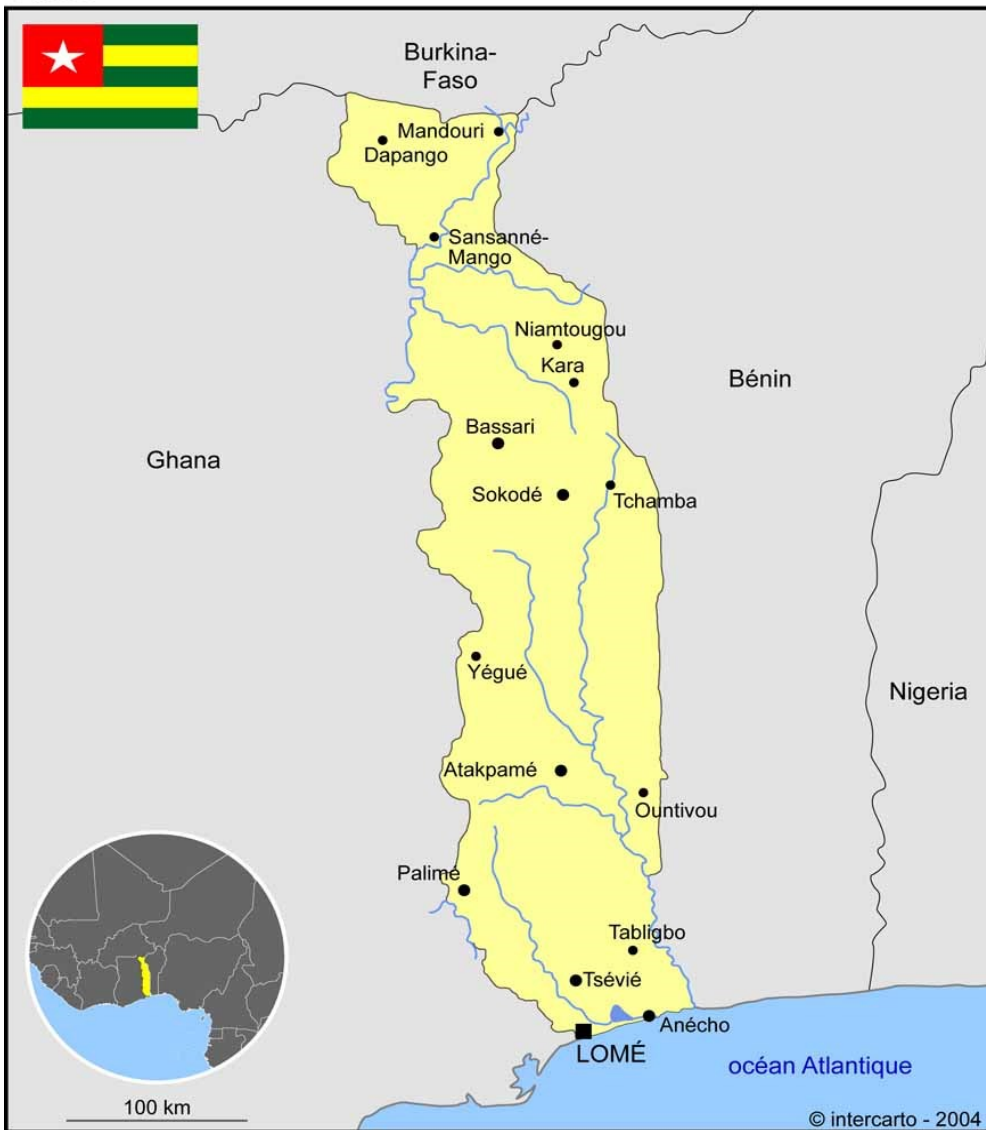 Burkina-
Faso
Mandouri
Dapango
Sansanné-
Mango
Niamtougou
Kara
Bénin
Bassari
Ghana
Sokodé
Tchamba
Yégué
Nigeria
Atakpamé
Ountivou
Palimé
Tabligbo
Tsévié
Anécho
LOMÉ
océan Atlantique
100 km
© intercarto - 2004